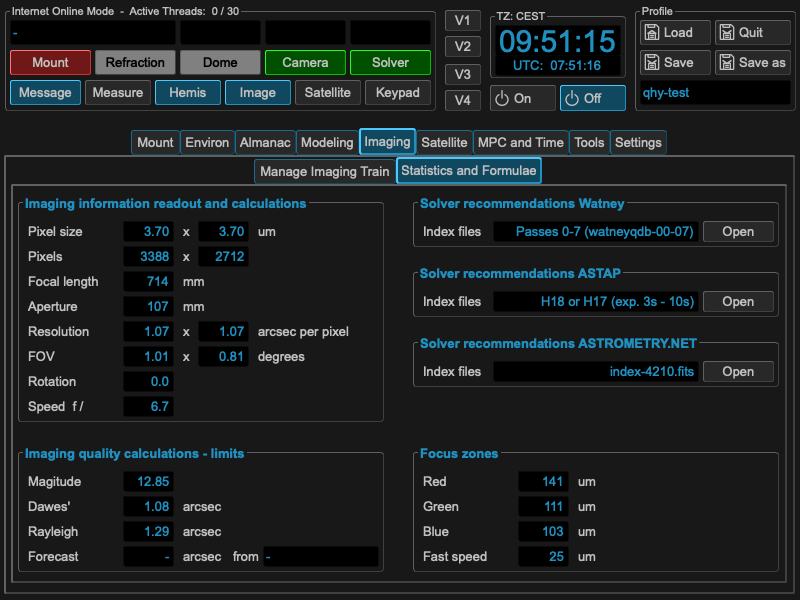 Internet Online Mode - Active Threads: 0 / 30
-
Mount Refraction Dome Camera Solver
Message Measure Hemis Image Satellite Keypad
V1
V2
V3
V4
TZ: CEST
09:51:15
UTC: 07:51:16
On Off
Profile
Load Quit
Save Save as
qhy-test
Mount Environ Almanac Modeling Imaging Satellite MPC and Time Tools Settings
Manage Imaging Train Statistics and Formulae
Imaging information readout and calculations
Pixel size 3.70 x 3.70 um
Pixels 3388 x 2712
Focal length 714 mm
Aperture 107 mm
Resolution 1.07 x 1.07 arcsec per pixel
FOV 1.01 x 0.81 degrees
Rotation 0.0
Speed f / 6.7
Solver recommendations Watney
Index files Passes 0-7 (watneyqdb-00-07) Open
Solver recommendations ASTAP
Index files H18 or H17 (exp. 3s - 10s) Open
Solver recommendations ASTROMETRY.NET
Index files index-4210.fits Open
Imaging quality calculations - limits
Magitude 12.85
Dawes' 1.08 arcsec
Rayleigh 1.29 arcsec
Forecast - arcsec from -
Focus zones
Red 141 um
Green 111 um
Blue 103 um
Fast speed 25 um